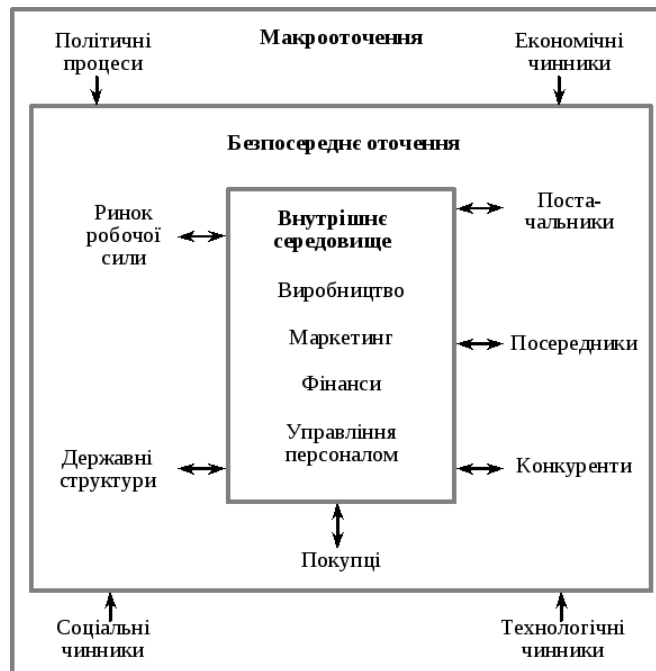 Політичні
процеси
Макрооточення
Економічні
чинники
Безпосереднє оточення
Ринок
робочої
сили
Внутрішнє
середовище
Поста-
чальники
Виробництво
Маркетинг
Посередники
Фінанси
Управління
персоналом
Державні
структури
Конкуренти
Покупці
Соціальні
чинники
Технологічні
чинники